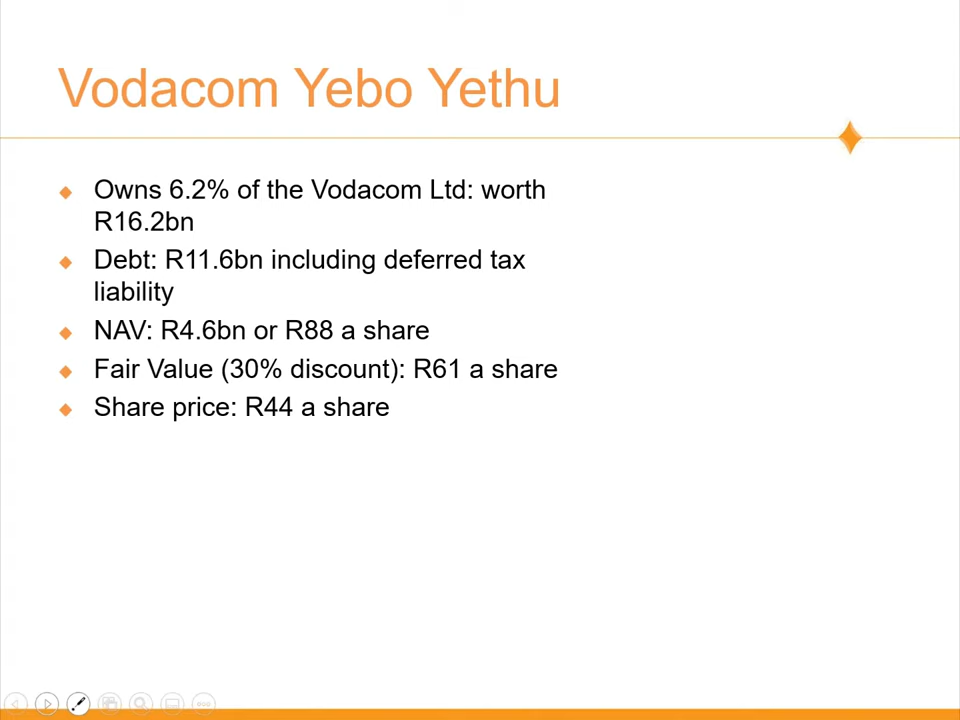 Vodacom Yebo Yethu
Owns 6.2% of the Vodacom Ltd: worth
R16.2bn
Debt: R11.6bn including deferred tax
liability
NAV: R4.6bn or R88 a share
Fair Value (30% discount): R61 a share
Share price: R44 a share